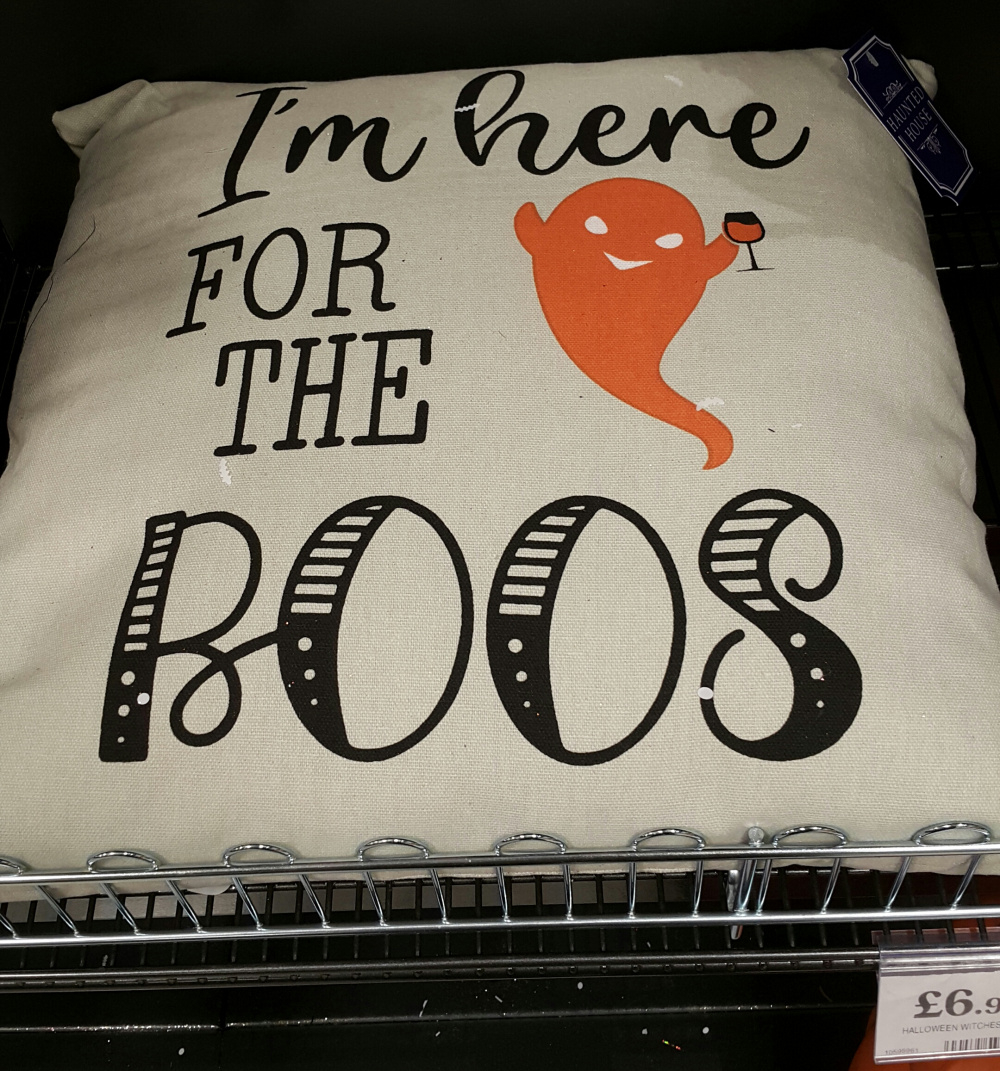 I'm here
FOR
THE
BOOS
HAUNTED
HOUSE
£6.9
HALLOWEEN WITCHES